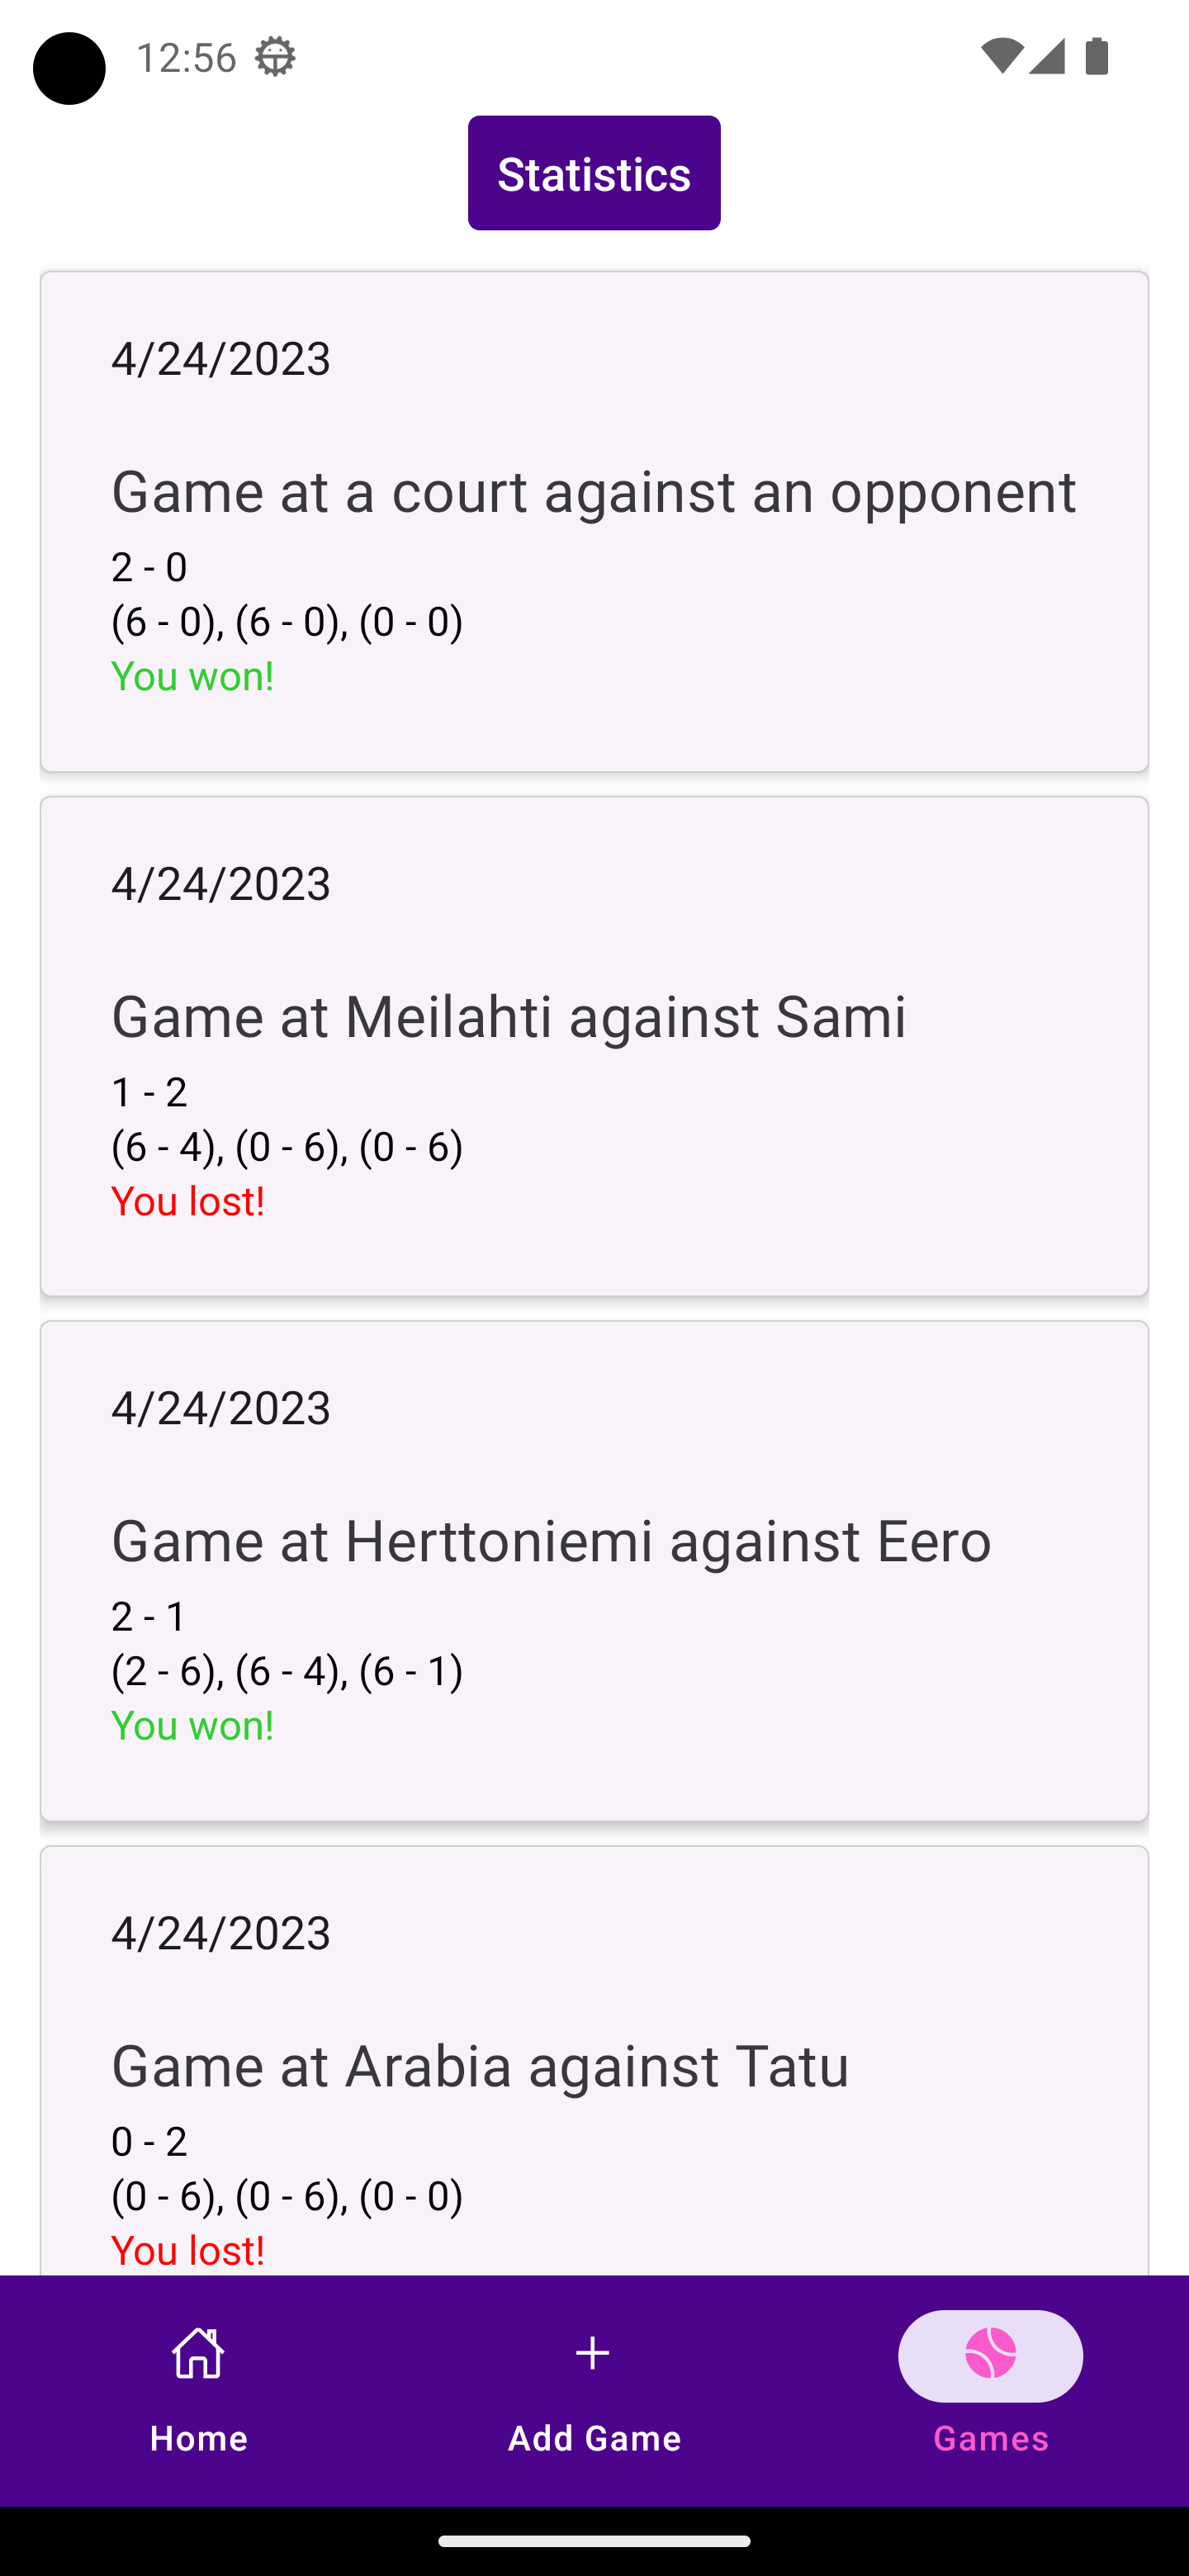 12:56
Statistics
4/24/2023
Game at a court against an opponent
2 - 0
(6 - 0), (6 - 0), (0 - 0)
You won!
4/24/2023
Game at Meilahti against Sami
1 - 2
(6 - 4), (0 - 6), (0 - 6)
You lost!
4/24/2023
Game at Herttoniemi against Eero
2 - 1
(2 - 6), (6 - 4), (6 - 1)
You won!
4/24/2023
Game at Arabia against Tatu
0 - 2
(0 - 6), (0 - 6), (0 - 0)
You lost!
Home
Add Game
Games